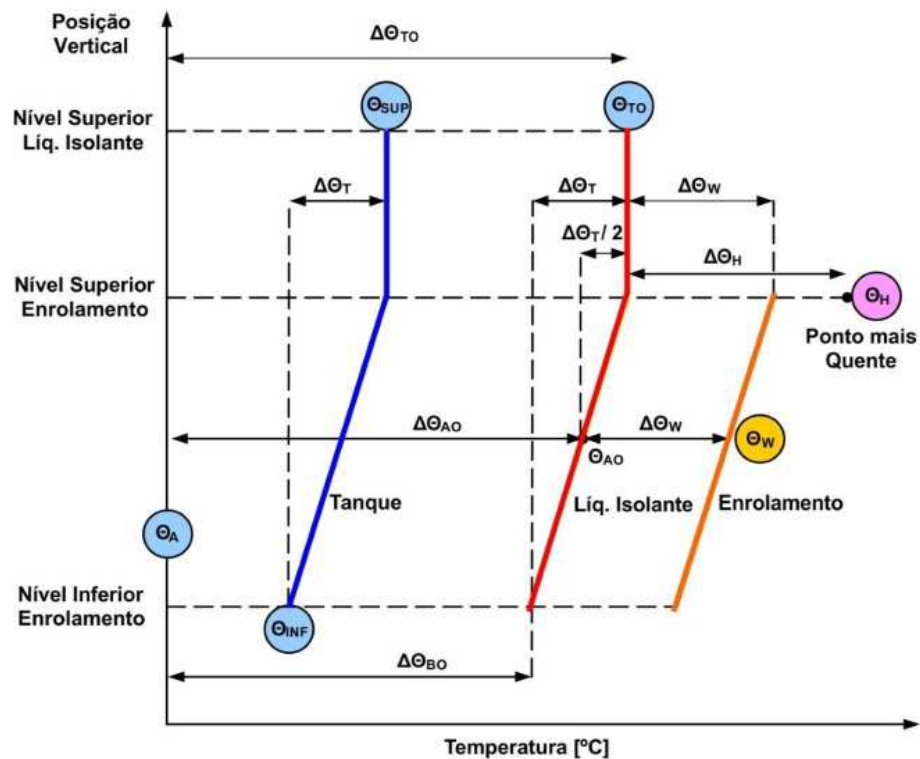 Posição
Vertical
ΔΘTO
ΘSUP
ΘTO
Nível Superior
Líq. Isolante
ΔΘT
ΔΘT
ΔΘW
ΔΘT/ 2
ΔΘH
Nível Superior
Enrolamento
ΘH
Ponto mais
Quente
ΔΘAO
ΔΘW
ΘW
ΘAO
Tanque
Líq. Isolante
Enrolamento
ΘA
Nível Inferior
Enrolamento
ΘINF
ΔΘBO
Temperatura [ºC]